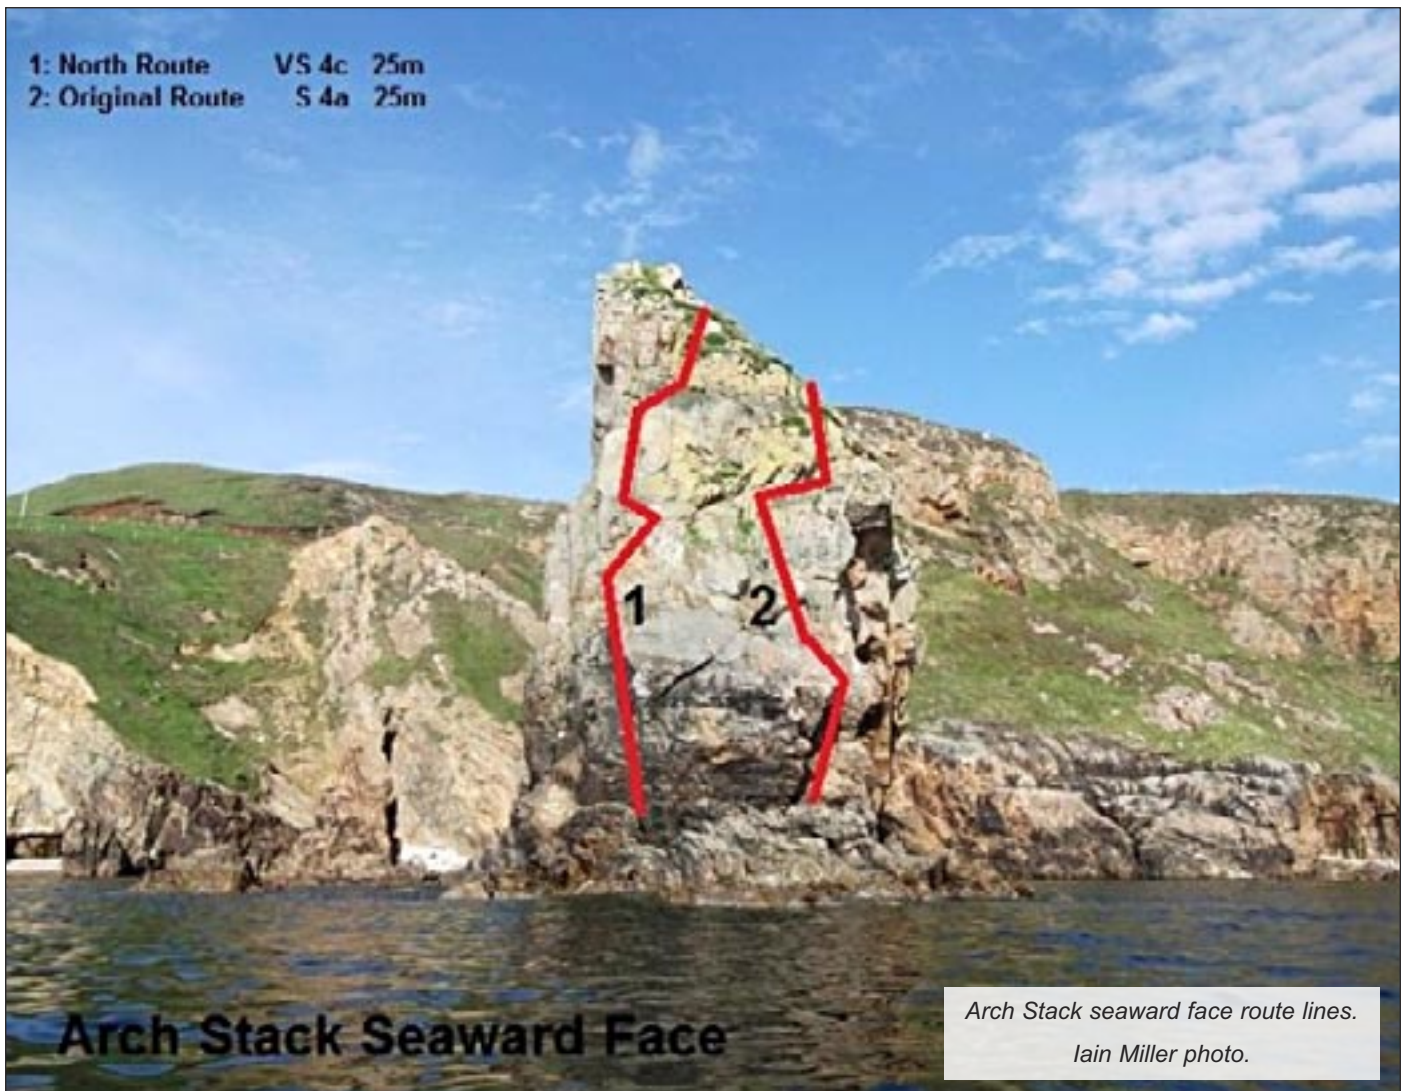 1: North Route VS 4c 25m
2: Original Route S 4a 25m
1
2
Arch Stack Seaward Face
Arch Stack seaward face route lines.
Iain Miller photo.